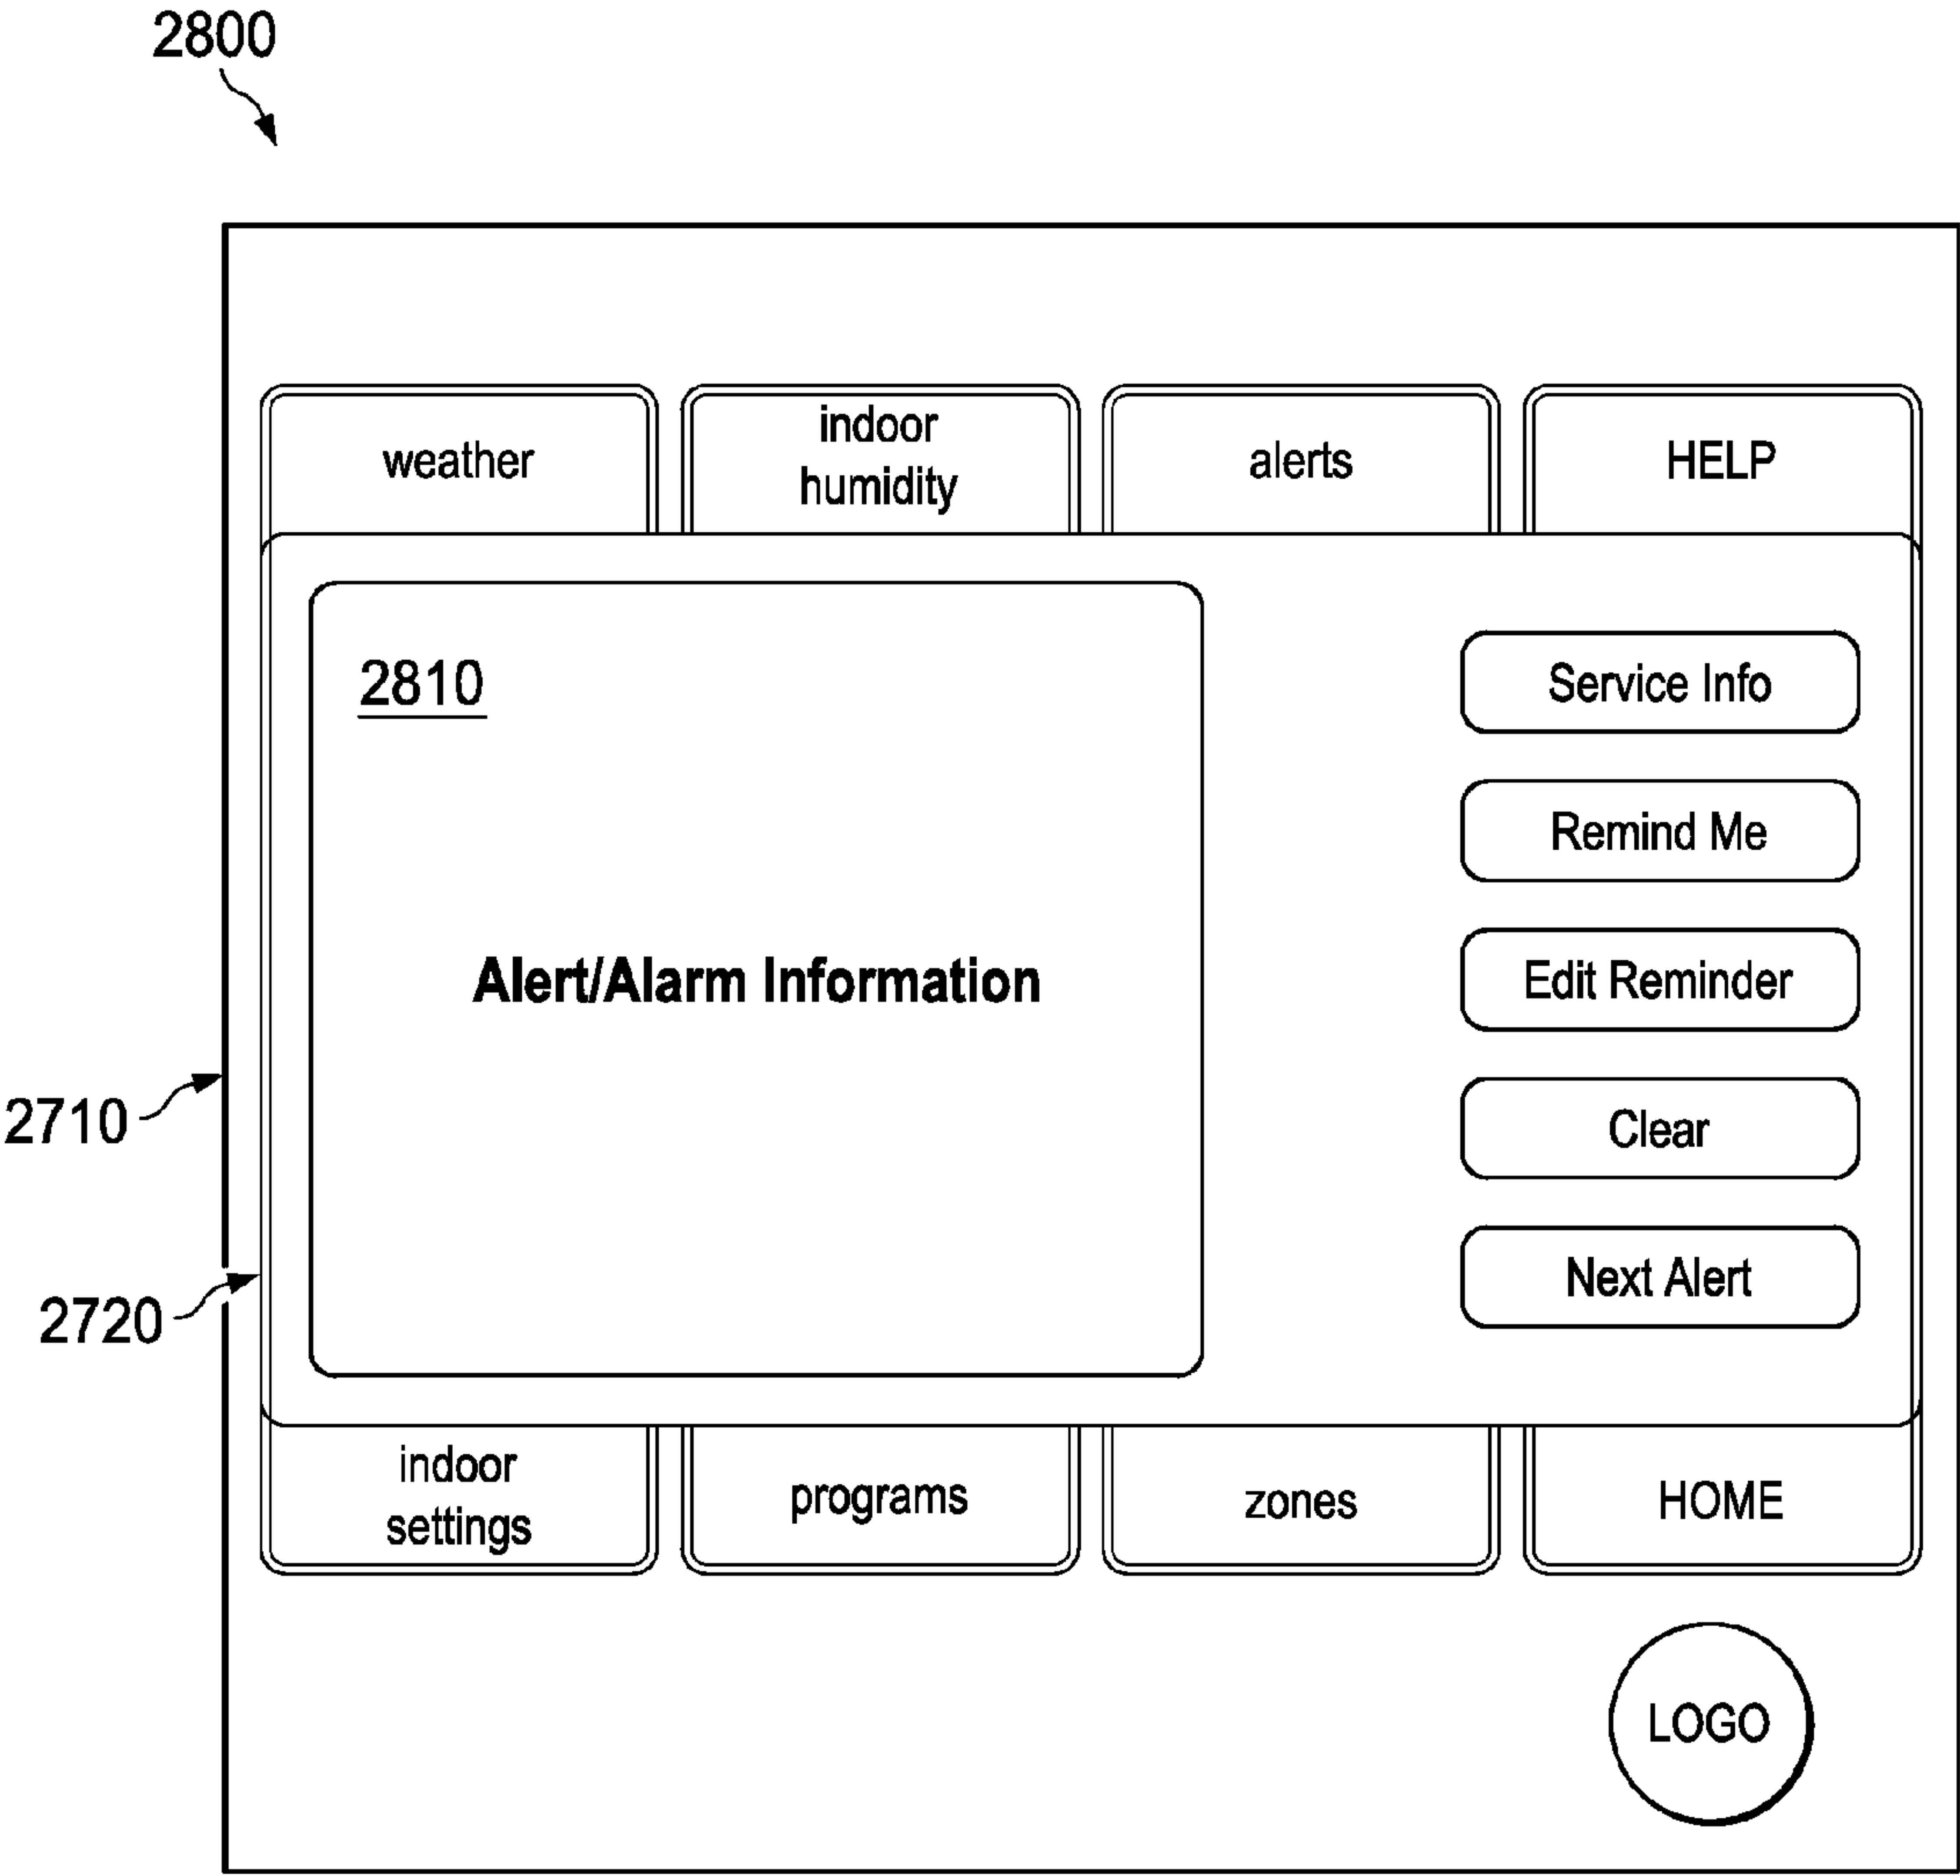 2800
weather
indoor
humidity
alerts
HELP
2810
Alert/Alarm Information
Service Info
Remind Me
Edit Reminder
Clear
Next Alert
2710
2720
indoor
settings
programs
zones
HOME
LOGO